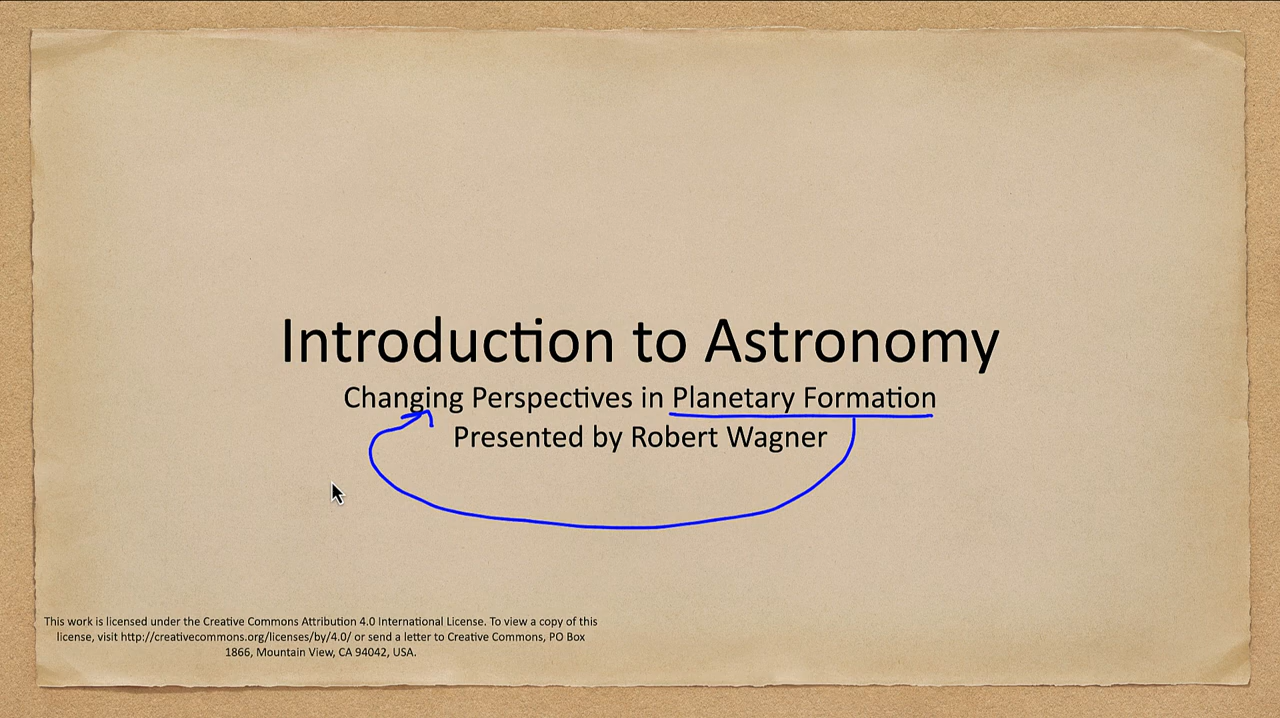 Introduction to Astronomy
Changing Perspectives in Planetary Formation
Presented by Robert Wagner
This work is licensed under the Creative Commons Attribution 4.0 International License. To view a copy of this
license, visit http://creativecommons.org/licenses/by/4.0/ or send a letter to Creative Commons, PO Box
1866, Mountain View, CA 94042, USA.